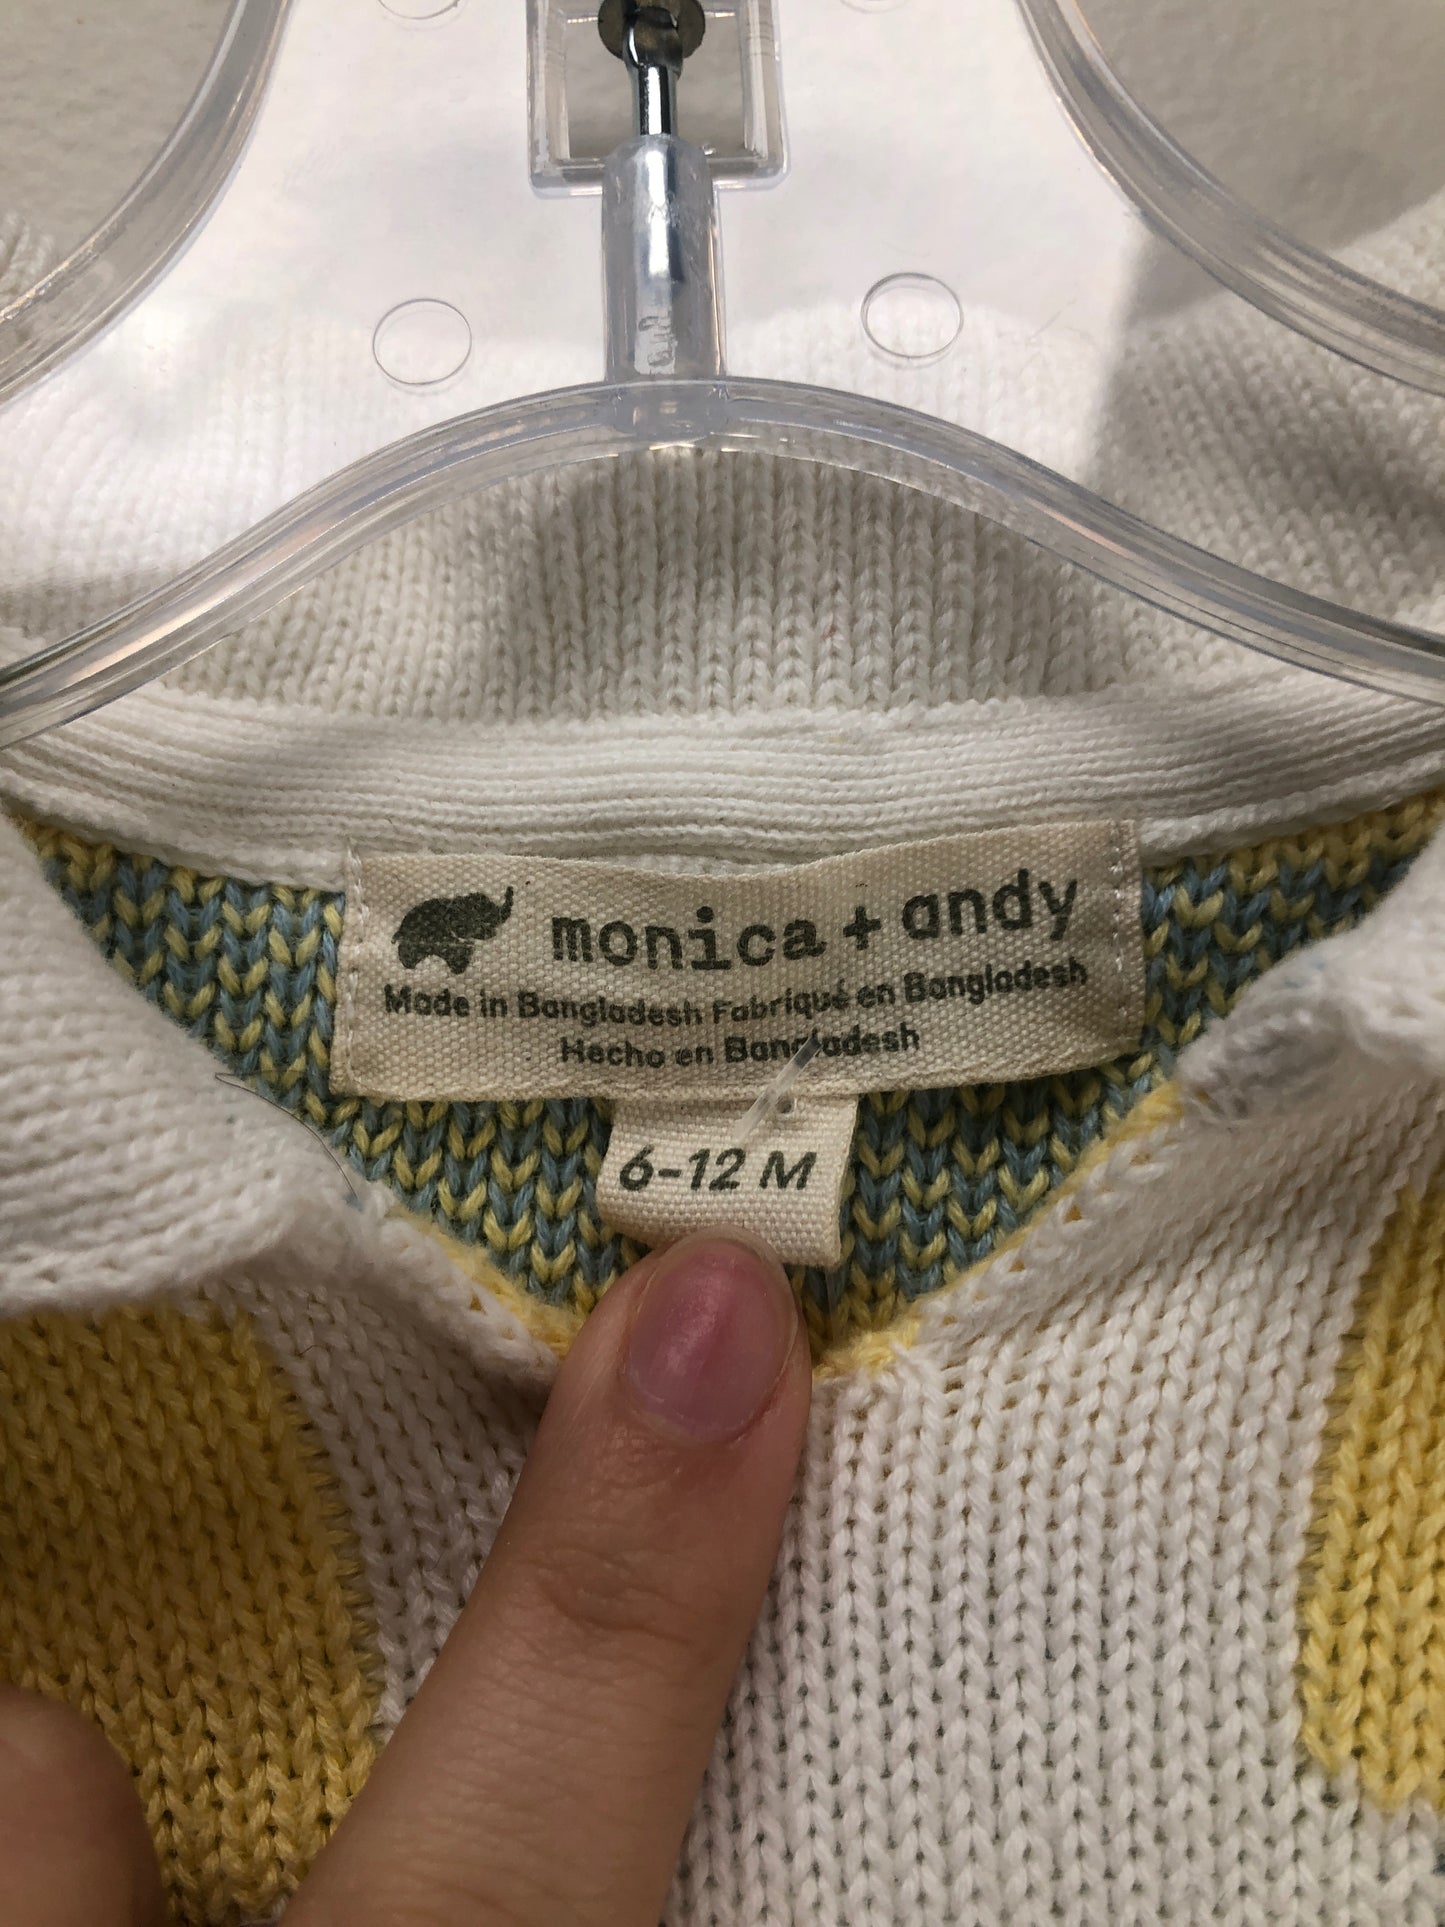 monica + andy
Made in Bangladesh Fabriqué en Bangladesh
Hecho en Bangladesh
6-12 M